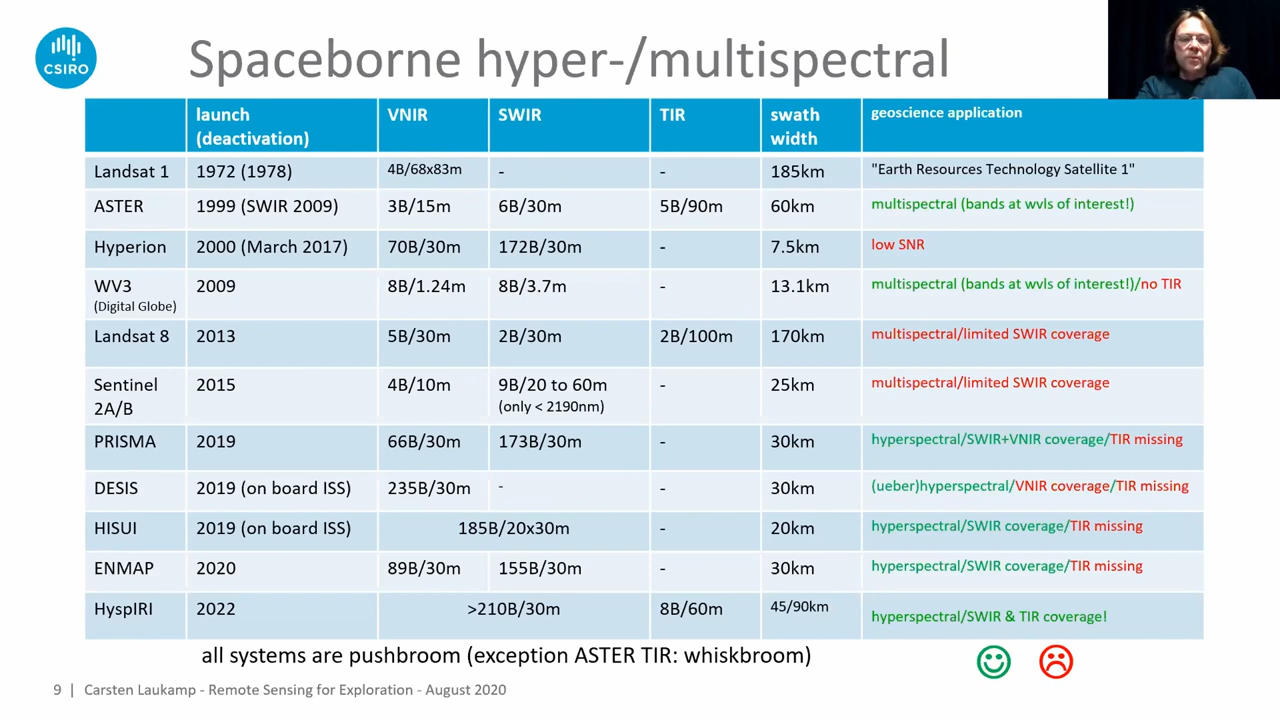 CSIRO
Spaceborne hyper-/multispectral
launch (deactivation) VNIR SWIR TIR swath width geoscience application
Landsat 1 1972 (1978) 4B/68x83m - - 185km "Earth Resources Technology Satellite 1"
ASTER 1999 (SWIR 2009) 3B/15m 6B/30m 5B/90m 60km multispectral (bands at wvls of interest!)
Hyperion 2000 (March 2017) 70B/30m 172B/30m - 7.5km low SNR
WV3 (Digital Globe) 2009 8B/1.24m 8B/3.7m - 13.1km multispectral (bands at wvls of interest!)/no TIR
Landsat 8 2013 5B/30m 2B/30m 2B/100m 170km multispectral/limited SWIR coverage
Sentinel 2A/B 2015 4B/10m 9B/20 to 60m (only < 2190nm) - 25km multispectral/limited SWIR coverage
PRISMA 2019 66B/30m 173B/30m - 30km hyperspectral/SWIR+VNIR coverage/TIR missing
DESIS 2019 (on board ISS) 235B/30m - - 30km (ueber)hyperspectral/VNIR coverage/TIR missing
HISUI 2019 (on board ISS) 185B/20x30m - 20km hyperspectral/SWIR coverage/TIR missing
ENMAP 2020 89B/30m 155B/30m - 30km hyperspectral/SWIR coverage/TIR missing
HyspIRI 2022 >210B/30m 8B/60m 45/90km hyperspectral/SWIR & TIR coverage!
all systems are pushbroom (exception ASTER TIR: whiskbroom)
9 | Carsten Laukamp - Remote Sensing for Exploration - August 2020